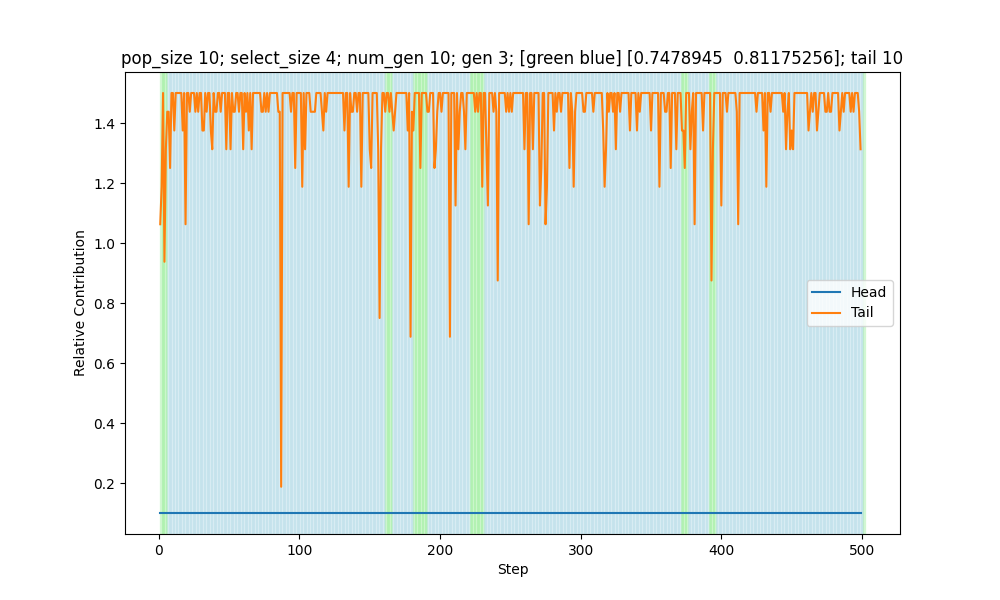 pop_size 10; select_size 4; num_gen 10; gen 3; [green blue] [0.7478945  0.81175256]; tail 10
Relative Contribution
1.4
1.2
1.0
0.8
0.6
0.4
0.2
Head
Tail
0 100 200 300 400 500
Step